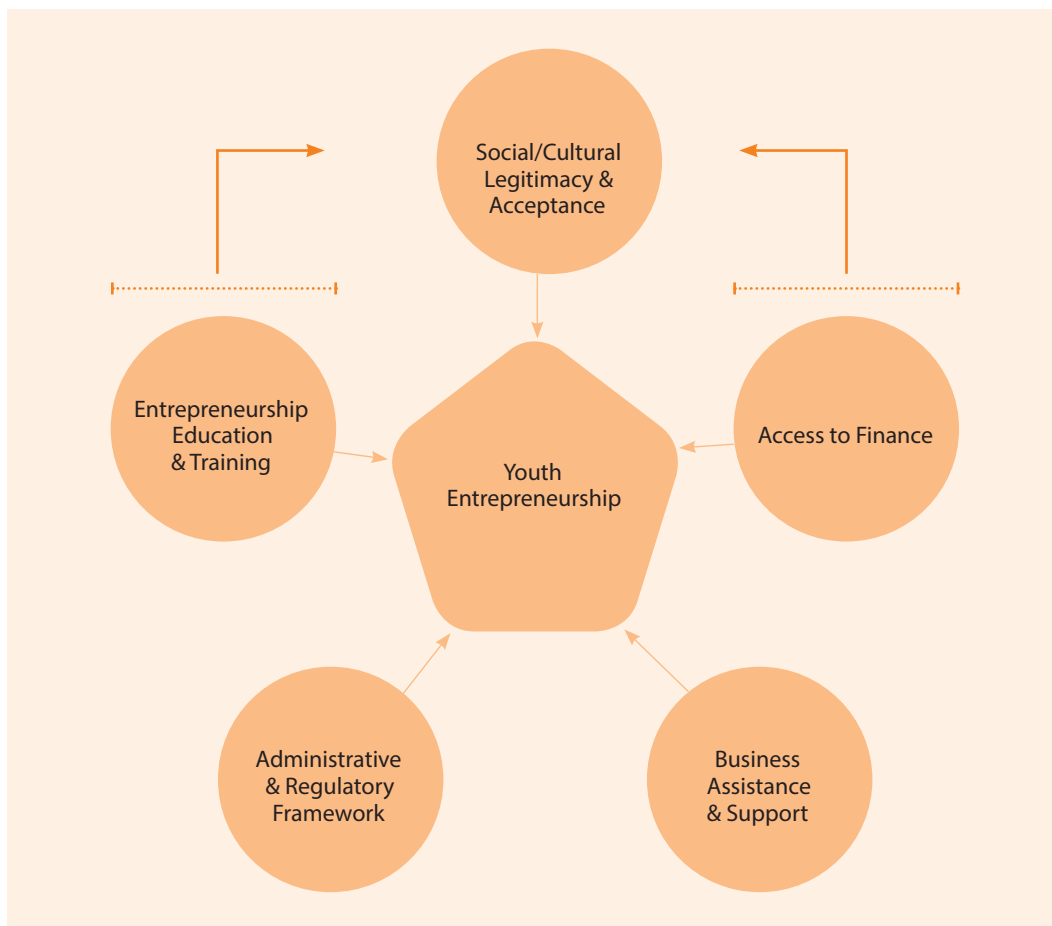 Social/Cultural
Legitimacy &
Acceptance
Entrepreneurship
Education
& Training
Access to Finance
Youth
Entrepreneurship
Administrative
& Regulatory
Framework
Business
Assistance
& Support